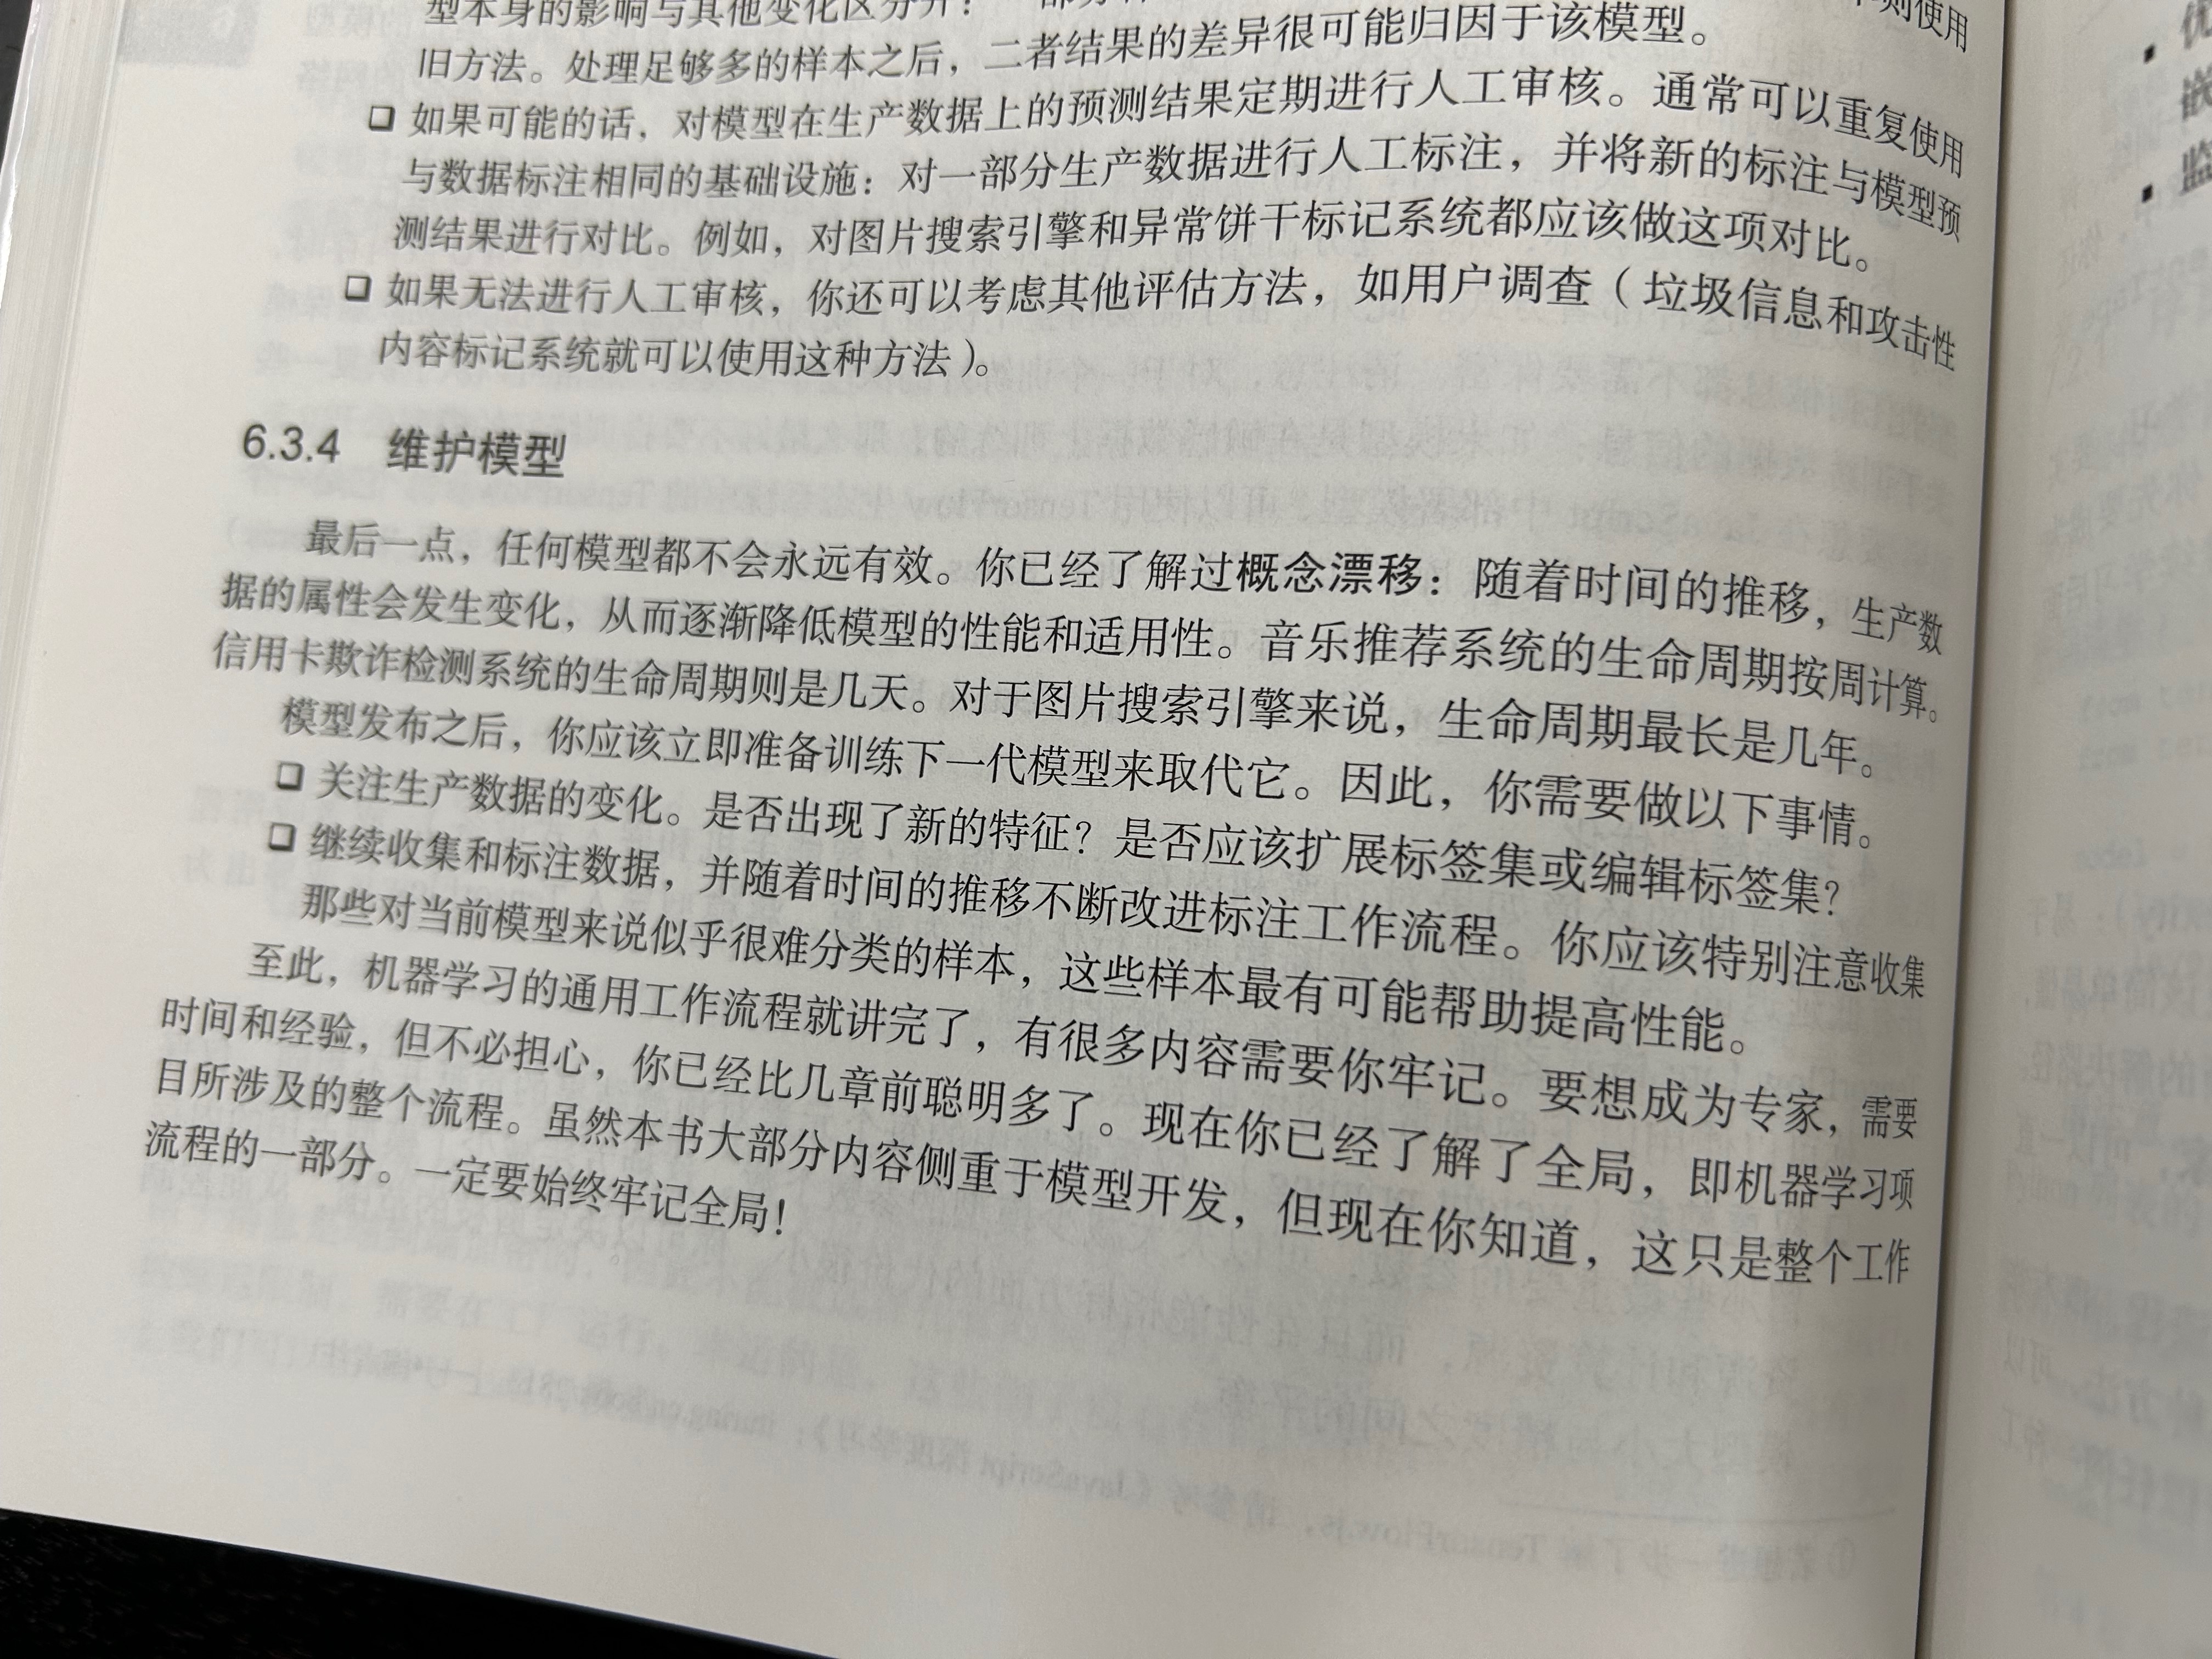 型本身的影响与其他变化区分开：一部分
则使用
旧方法。处理足够多的样本之后，二者结果的差异很可能归因于该模型。
❏ 如果可能的话，对模型在生产数据上的预测结果定期进行人工审核。通常可以重复使用
与数据标注相同的基础设施：对一部分生产数据进行人工标注，并将新的标注与模型预
测结果进行对比。例如，对图片搜索引擎和异常饼干标记系统都应该做这项对比。
❏ 如果无法进行人工审核，你还可以考虑其他评估方法，如用户调查（垃圾信息和攻击性
内容标记系统就可以使用这种方法）。
6.3.4 维护模型
最后一点，任何模型都不会永远有效。你已经了解过概念漂移：随着时间的推移，生产数
据的属性会发生变化，从而逐渐降低模型的性能和适用性。音乐推荐系统的生命周期按周计算。
信用卡欺诈检测系统的生命周期则是几天。对于图片搜索引擎来说，生命周期最长是几年。
模型发布之后，你应该立即准备训练下一代模型来取代它。因此，你需要做以下事情。
❏ 关注生产数据的变化。是否出现了新的特征？是否应该扩展标签集或编辑标签集？
❏ 继续收集和标注数据，并随着时间的推移不断改进标注工作流程。你应该特别注意收集
那些对当前模型来说似乎很难分类的样本，这些样本最有可能帮助提高性能。
至此，机器学习的通用工作流程就讲完了，有很多内容需要你牢记。要想成为专家，需要
时间和经验，但不必担心，你已经比几章前聪明多了。现在你已经了解了全局，即机器学习项
目所涉及的整个流程。虽然本书大部分内容侧重于模型开发，但现在你知道，这只是整个工作
流程的一部分。一定要始终牢记全局！